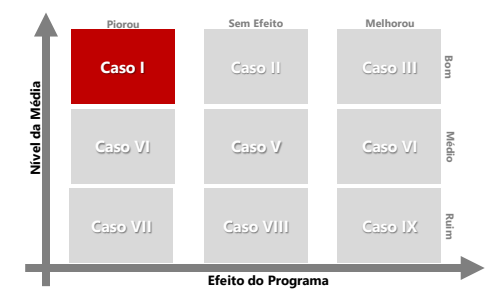 Piorou
Sem Efeito
Melhorou
Caso I
Caso II
Caso III
Bom
Nível da Média
Caso VI
Caso V
Caso VI
Médio
Caso VII
Caso VIII
Caso IX
Ruim
Efeito do Programa